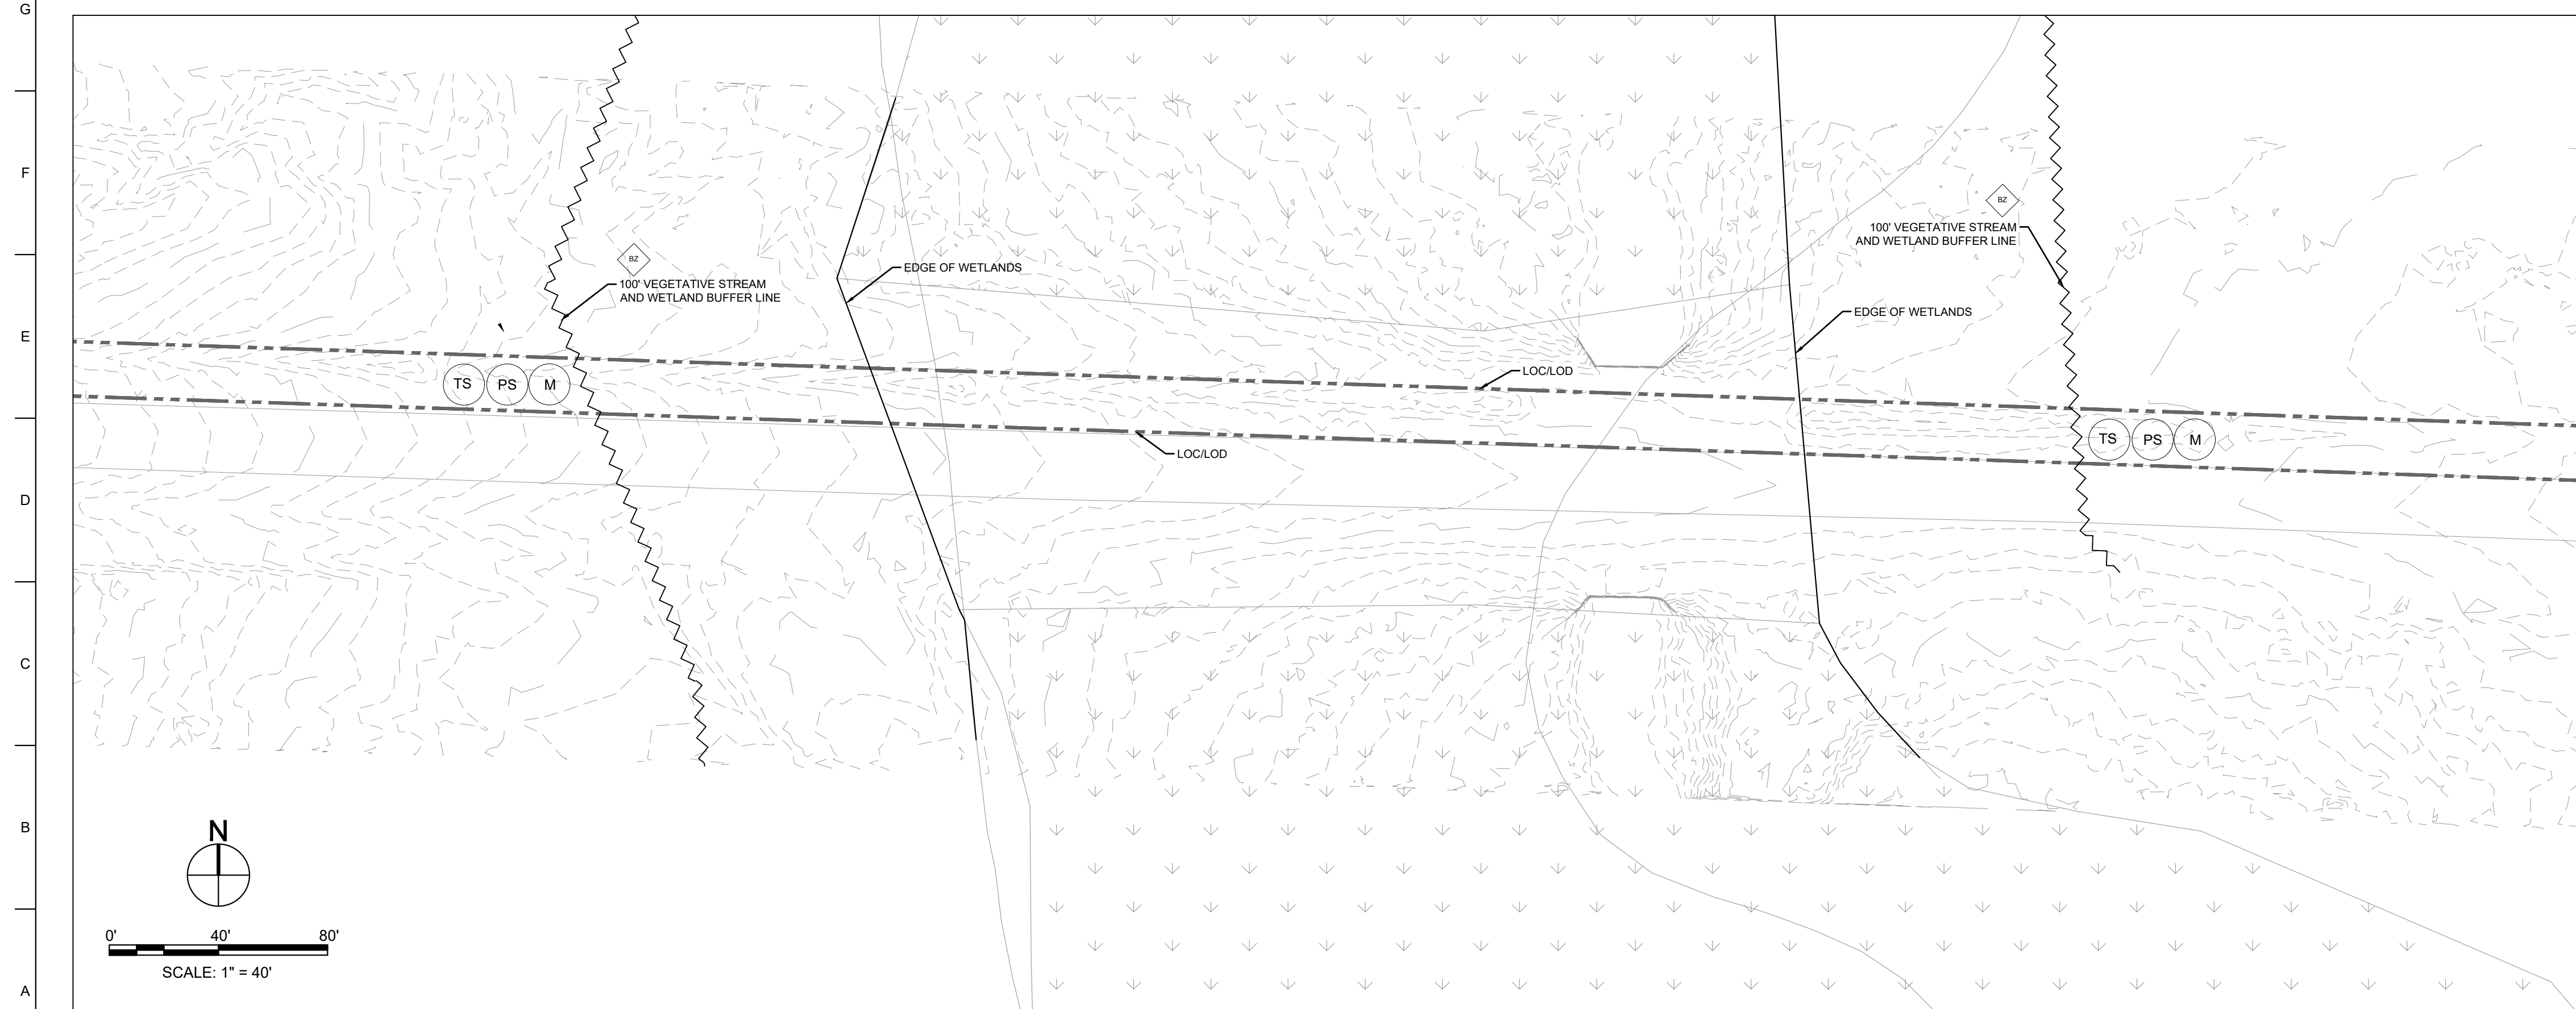 G
F
E
D
C
B
A
BZ
100' VEGETATIVE STREAM
AND WETLAND BUFFER LINE
EDGE OF WETLANDS
BZ
100' VEGETATIVE STREAM
AND WETLAND BUFFER LINE
EDGE OF WETLANDS
LOC/LOD
TS PS M
LOC/LOD
TS PS M
N
0' 40' 80'
SCALE: 1" = 40'